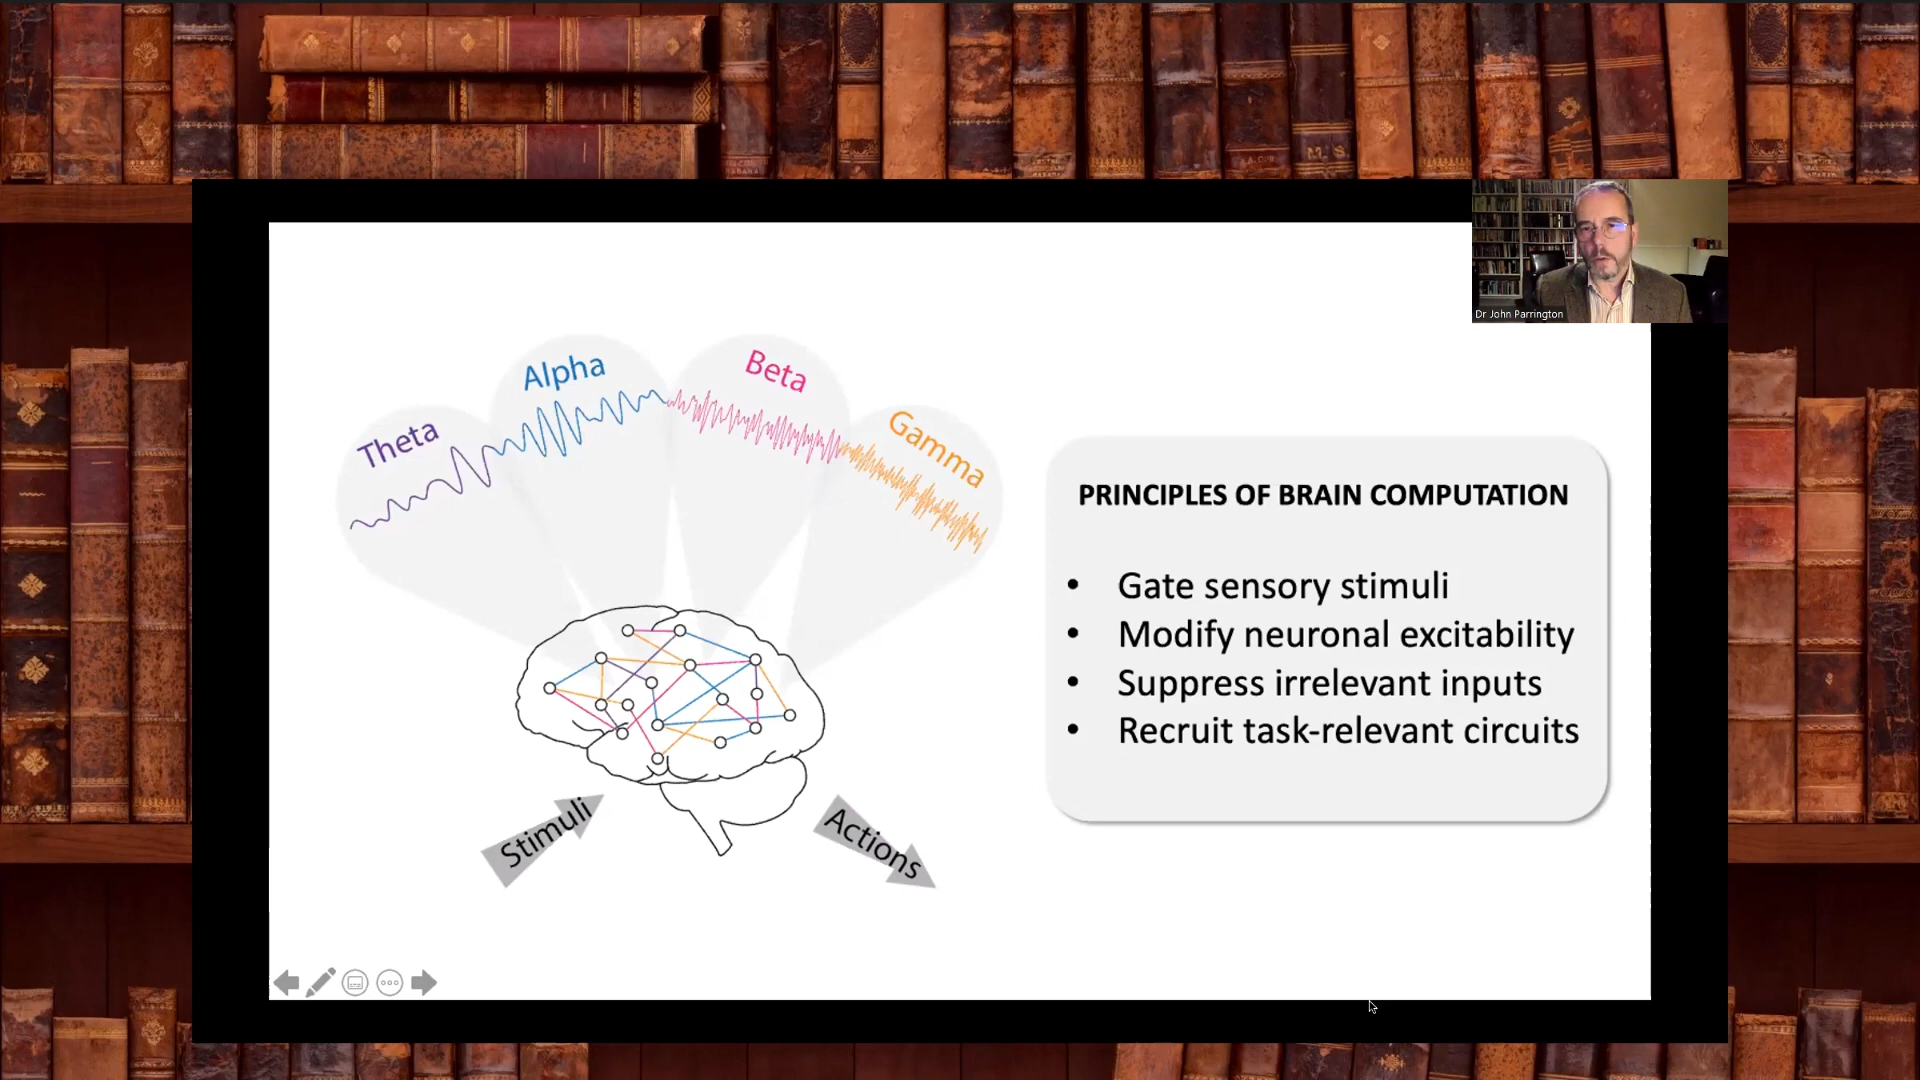 Dr John Parrington
Theta
Alpha
Beta
Gamma
Stimuli
Actions
PRINCIPLES OF BRAIN COMPUTATION
• Gate sensory stimuli
• Modify neuronal excitability
• Suppress irrelevant inputs
• Recruit task-relevant circuits
M.S